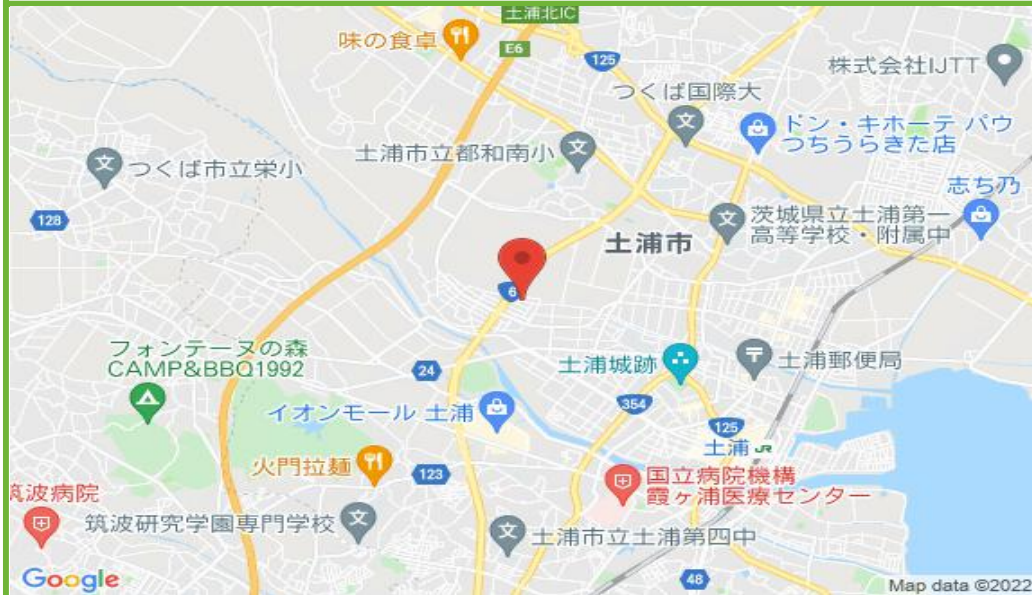 土浦北IC
味の食卓
E6
125
株式会社IJTT
つくば国際大
ドン・キホーテ パウ
つちうらきた店
土浦市立都和南小
つくば市立栄小
志ち乃
128
茨城県立土浦第一
高等学校・附属中
土浦市
6
フォンテーヌの森
CAMP&BBQ1992
24
土浦城跡
土浦郵便局
イオンモール 土浦
354
125
土浦 JR
火門拉麺
123
国立病院機構
霞ヶ浦医療センター
筑波病院
筑波研究学園専門学校
土浦市立土浦第四中
48
Google
Map data ©2022